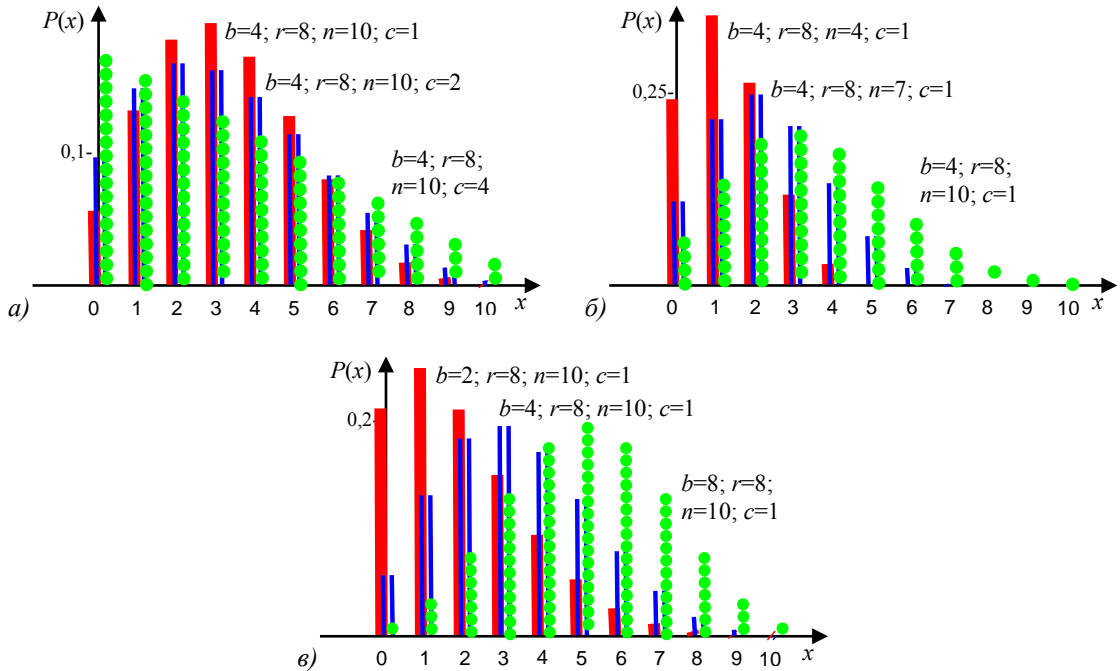 P(x)
b=4; r=8; n=10; c=1
b=4; r=8; n=10; c=2
0,1-
b=4; r=8;
n=10; c=4
0 1 2 3 4 5 6 7 8 9 10 x
а)
P(x)
b=4; r=8; n=4; c=1
0,25-
b=4; r=8; n=7; c=1
b=4; r=8;
n=10; c=1
0 1 2 3 4 5 6 7 8 9 10 x
б)
P(x)
b=2; r=8; n=10; c=1
0,2-
b=4; r=8; n=10; c=1
b=8; r=8;
n=10; c=1
0 1 2 3 4 5 6 7 8 9 10 x
в)